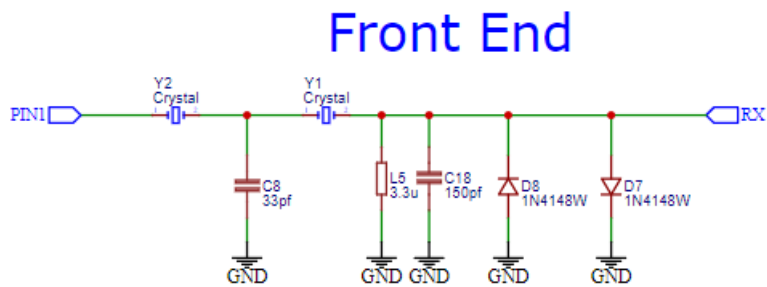 Front End
Y2
Crystal
Y1
Crystal
PIN1
RX
C8
33pf
L5
3.3u
C18
150pf
D8
1N4148W
D7
1N4148W
GND
GND
GND
GND
GND